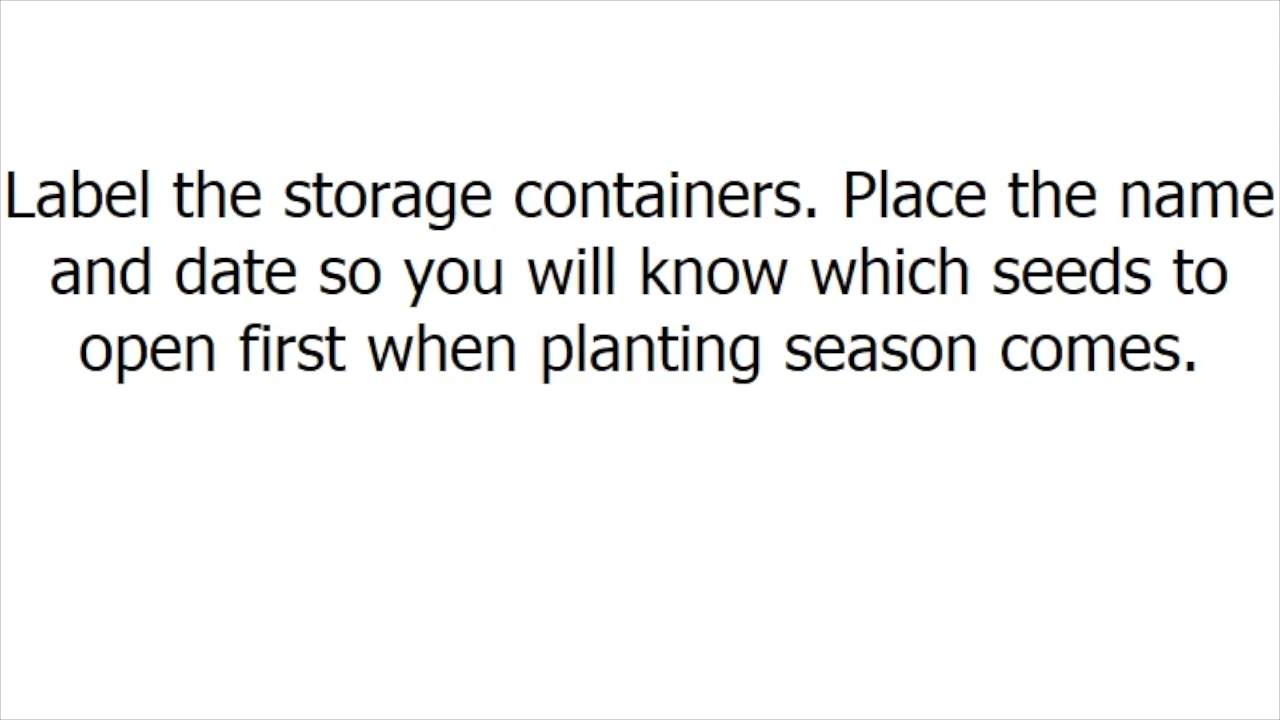 Label the storage containers. Place the name
and date so you will know which seeds to
open first when planting season comes.